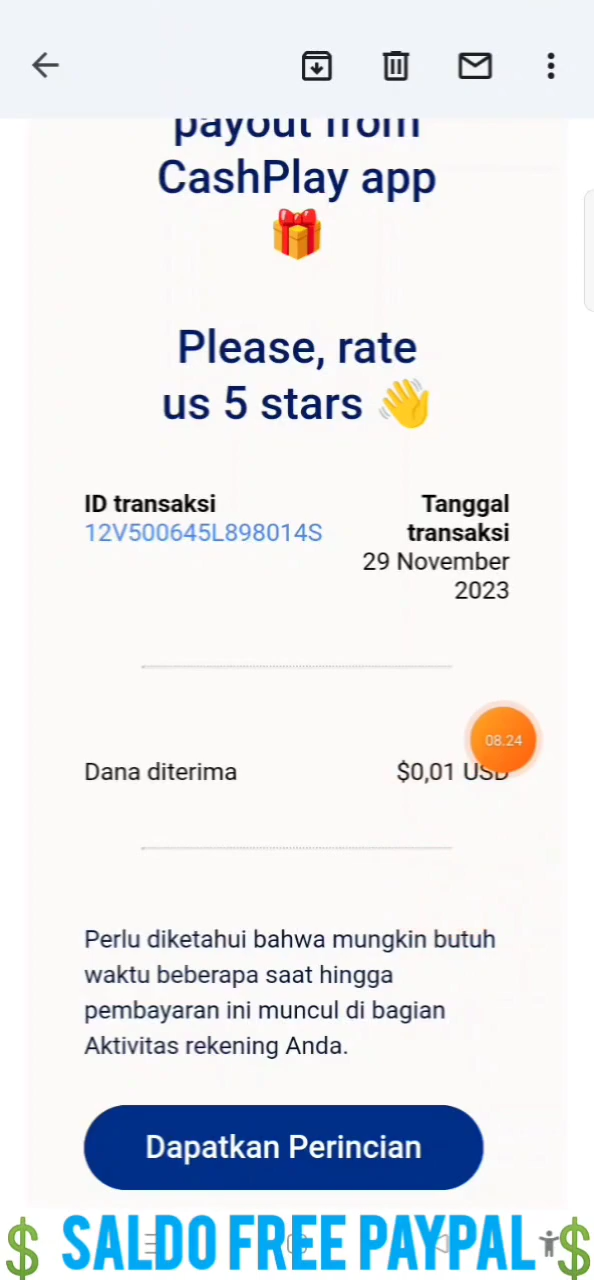 payout from
CashPlay app
🎁
Please, rate
us 5 stars 👋
ID transaksi
12V500645L898014S
Tanggal
transaksi
29 November
2023
08.24
Dana diterima
$0,01 USD
Perlu diketahui bahwa mungkin butuh
waktu beberapa saat hingga
pembayaran ini muncul di bagian
Aktivitas rekening Anda.
Dapatkan Perincian
$ SALDO FREE PAYPAL $